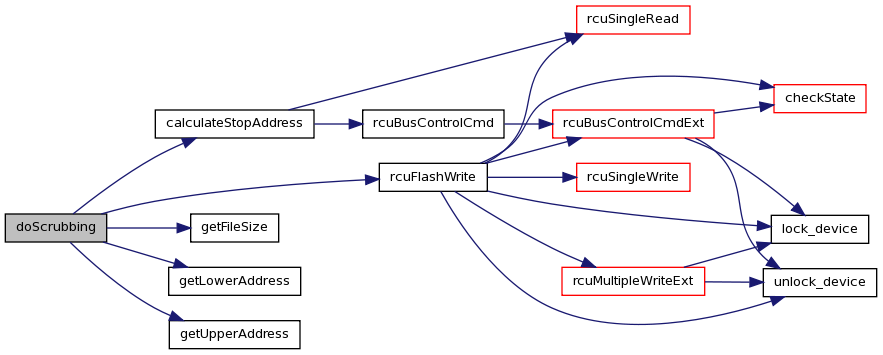 rcuSingleRead
checkState
calculateStopAddress
rcuBusControlCmd
rcuBusControlCmdExt
rcuFlashWrite
rcuSingleWrite
doScrubbing
getFileSize
lock_device
getLowerAddress
rcuMultipleWriteExt
unlock_device
getUpperAddress